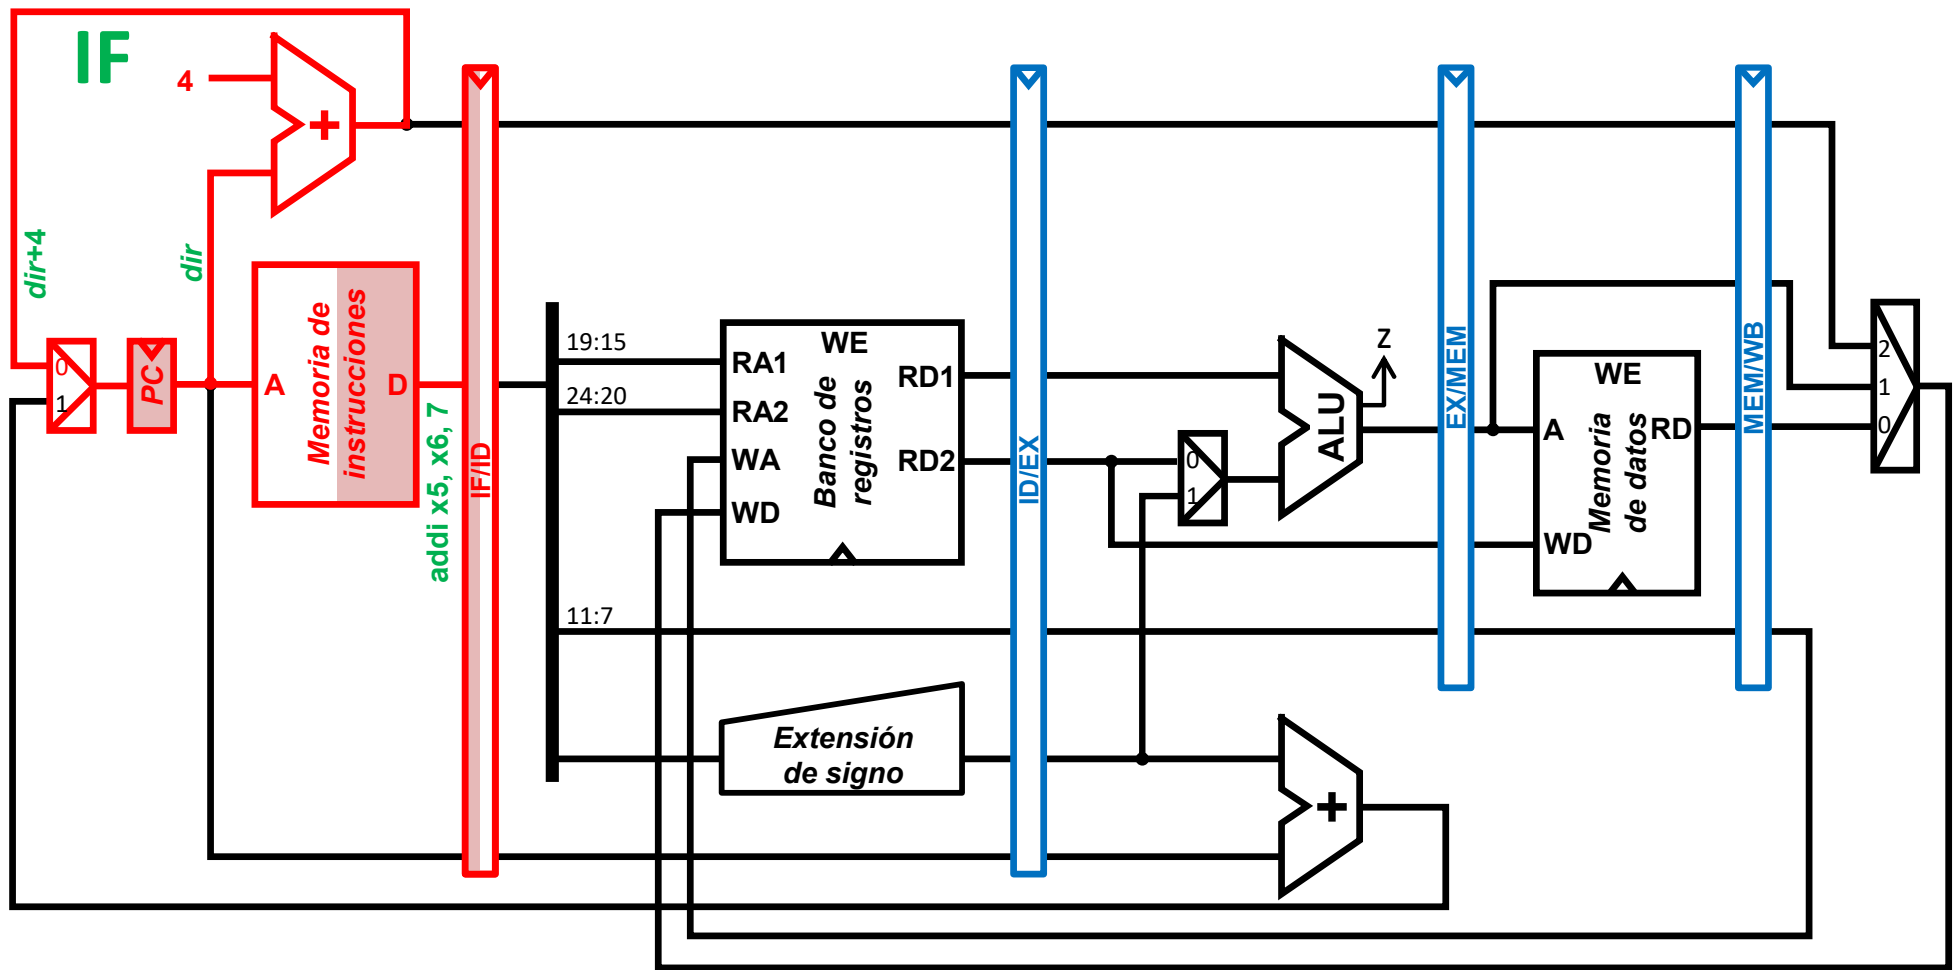 IF
4
+
dir+4
dir
0
1
PC
A
D
Memoria de
instrucciones
addi x5, x6, 7
IF/ID
19:15
24:20
11:7
WE
RA1
RA2
WA
WD
RD1
RD2
Banco de
registros
Extensión
de signo
ID/EX
0
1
ALU
Z
+
EX/MEM
WE
A
RD
WD
Memoria
de datos
MEM/WB
2
1
0